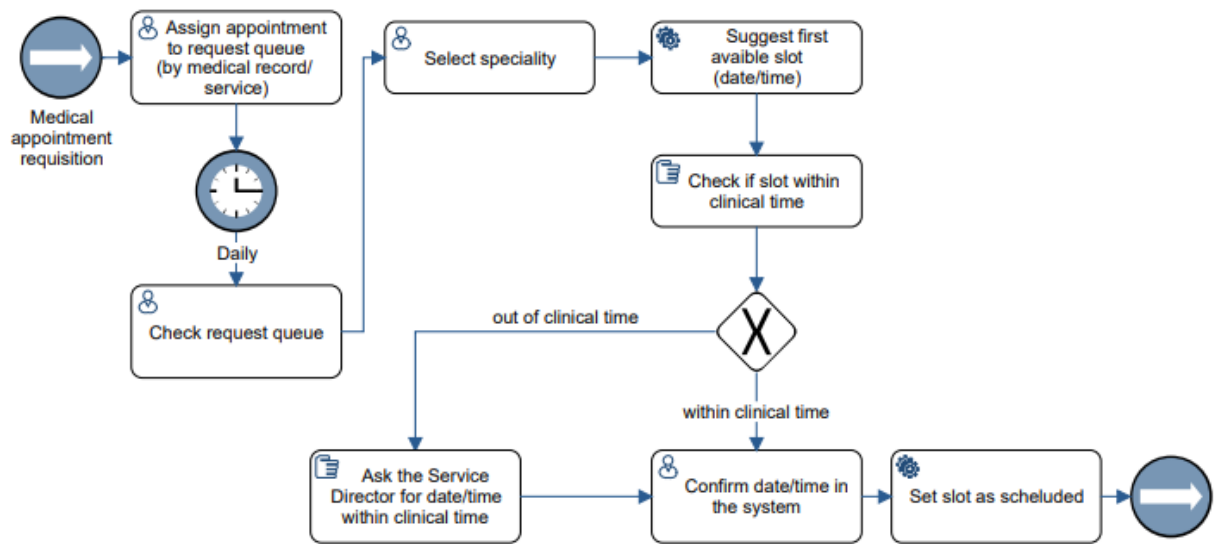 Assign appointment
to request queue
(by medical record/
service)
Medical
appointment
requisition
Daily
Check request queue
Select speciality
Suggest first
avaible slot
(date/time)
Check if slot within
clinical time
X
out of clinical time
within clinical time
Ask the Service
Director for date/time
within clinical time
Confirm date/time in
the system
Set slot as scheluded